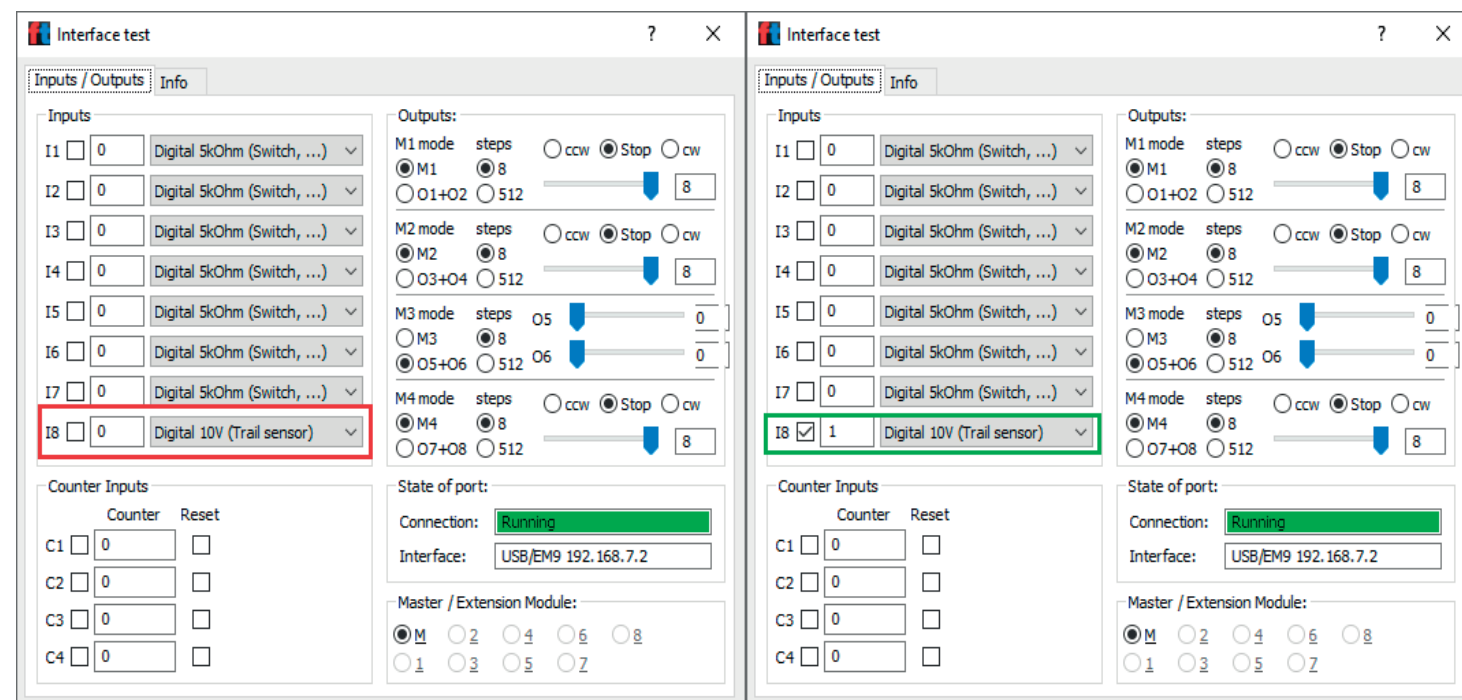 Interface test ? ×
Inputs / Outputs Info
Inputs
I1 0 Digital 5kOhm (Switch, ...)
I2 0 Digital 5kOhm (Switch, ...)
I3 0 Digital 5kOhm (Switch, ...)
I4 0 Digital 5kOhm (Switch, ...)
I5 0 Digital 5kOhm (Switch, ...)
I6 0 Digital 5kOhm (Switch, ...)
I7 0 Digital 5kOhm (Switch, ...)
I8 0 Digital 10V (Trail sensor)
Counter Inputs
Counter Reset
C1 0
C2 0
C3 0
C4 0
Outputs:
M1 mode steps ccw Stop cw
M1 8
O1+O2 512 8
M2 mode steps ccw Stop cw
M2 8
O3+O4 512 8
M3 mode steps O5 0
M3 8
O5+O6 512 O6 0
M4 mode steps ccw Stop cw
M4 8
O7+O8 512 8
State of port:
Connection: Running
Interface: USB/EM9 192.168.7.2
Master / Extension Module:
M 2 4 6 8
1 3 5 7
Interface test ? ×
Inputs / Outputs Info
Inputs
I1 0 Digital 5kOhm (Switch, ...)
I2 0 Digital 5kOhm (Switch, ...)
I3 0 Digital 5kOhm (Switch, ...)
I4 0 Digital 5kOhm (Switch, ...)
I5 0 Digital 5kOhm (Switch, ...)
I6 0 Digital 5kOhm (Switch, ...)
I7 0 Digital 5kOhm (Switch, ...)
I8 1 Digital 10V (Trail sensor)
Counter Inputs
Counter Reset
C1 0
C2 0
C3 0
C4 0
Outputs:
M1 mode steps ccw Stop cw
M1 8
O1+O2 512 8
M2 mode steps ccw Stop cw
M2 8
O3+O4 512 8
M3 mode steps O5 0
M3 8
O5+O6 512 O6 0
M4 mode steps ccw Stop cw
M4 8
O7+O8 512 8
State of port:
Connection: Running
Interface: USB/EM9 192.168.7.2
Master / Extension Module:
M 2 4 6 8
1 3 5 7